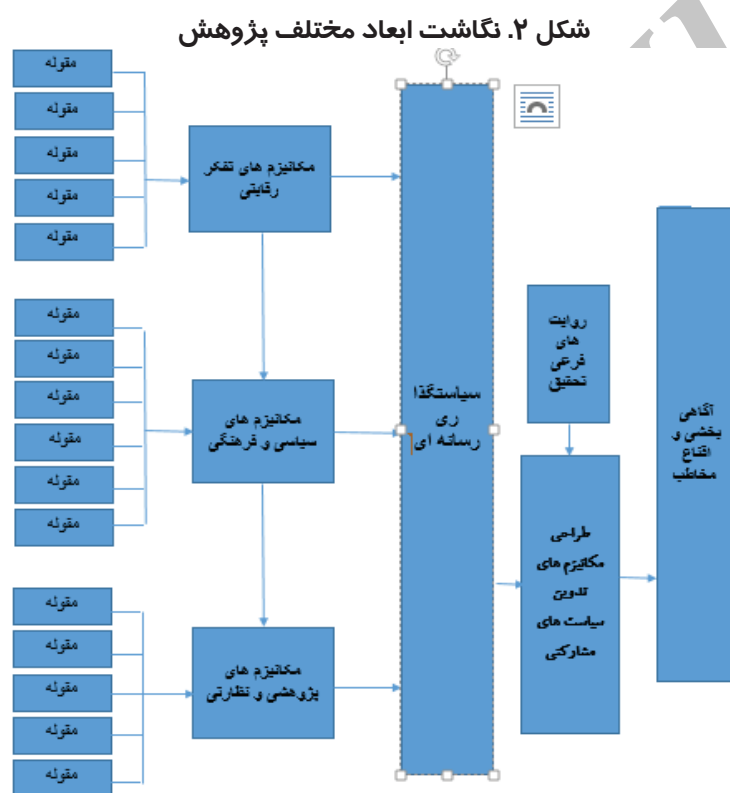 شکل ۲. نگاشت ابعاد مختلف پژوهش
مقوله
مقوله
مقوله
مقوله
مقوله
مکانیزم های تفکر
رقابتی
مقوله
مقوله
مقوله
مقوله
مقوله
مقوله
مکانیزم های
سیاسی و فرهنگی
مقوله
مقوله
مقوله
مقوله
مقوله
مکانیزم های
پژوهشی و نظارتی
سیاستگذا
ری
رسانه ای
روایت
های
فرعی
تحقیق
طراحی
مکانیزم های
تدوین
سیاست های
مشارکتی
آگاهی
بخشی و
اقناع
مخاطب